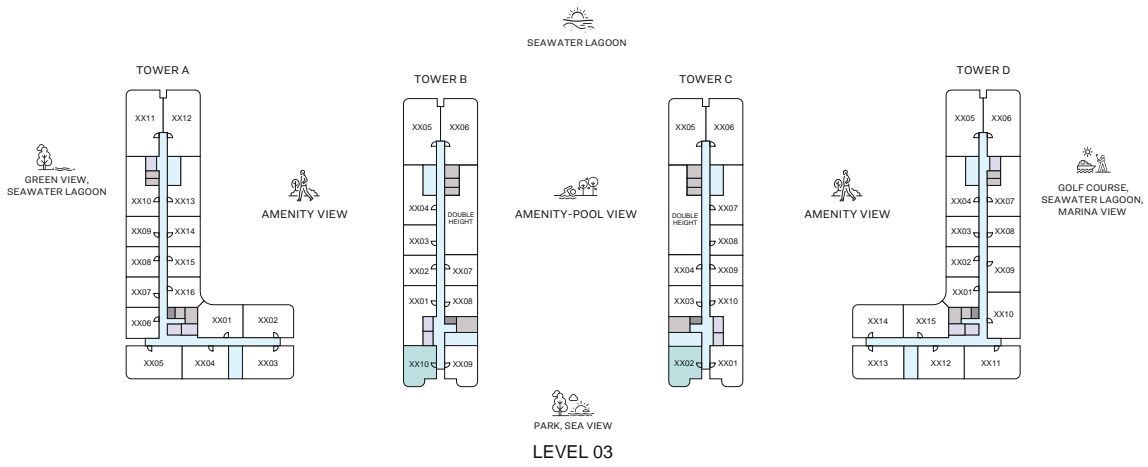 SEAWATER LAGOON
TOWER A
TOWER B
TOWER C
TOWER D
XX11 XX12
XX10 XX13
XX09 XX14
XX08 XX15
XX07 XX16
XX06 XX01 XX02
XX05 XX04 XX03
XX05 XX06
XX04 DOUBLE
HEIGHT
XX03
XX02 XX07
XX01 XX08
XX10 XX09
XX05 XX06
XX07
DOUBLE
HEIGHT
XX08
XX04 XX09
XX03 XX10
XX02 XX01
XX05 XX06
XX04 XX07
XX03 XX08
XX02 XX09
XX01
XX10
XX14 XX15
XX13 XX12 XX11
GREEN VIEW,
SEAWATER LAGOON
AMENITY VIEW
AMENITY-POOL VIEW
AMENITY VIEW
GOLF COURSE,
SEAWATER LAGOON,
MARINA VIEW
PARK, SEA VIEW
LEVEL 03